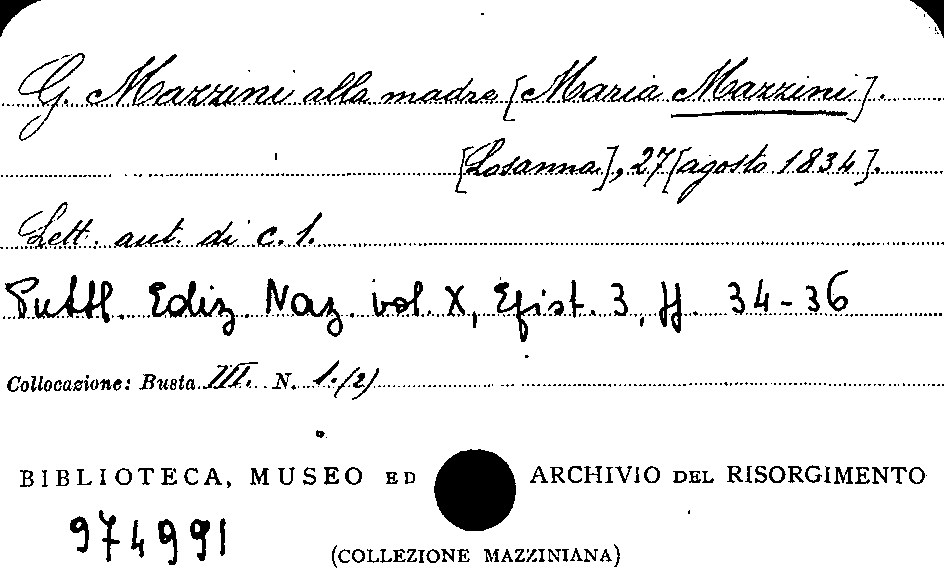 G. Mazzini alla madre [Maria Mazzini].
[Losanna], 27 [agosto 1834].
Lett. aut. di c. 1.
Pubbl. Ediz. Naz. vol. X, Epist. 3, pp. 34-36
Collocazione: Busta III. N. 1.(2)
BIBLIOTECA, MUSEO ED ARCHIVIO DEL RISORGIMENTO
974991
(COLLEZIONE MAZZINIANA)